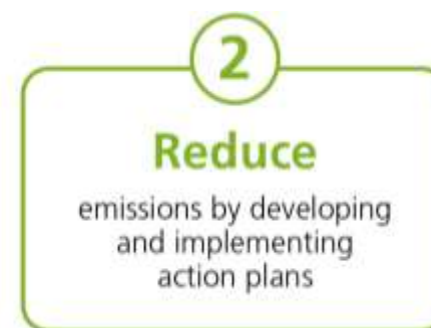 2
Reduce
emissions by developing
and implementing
action plans